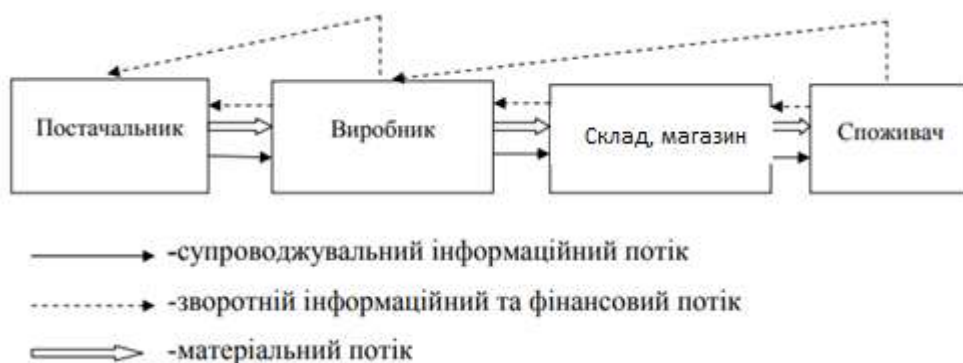 Постачальник
Виробник
Склад, магазин
Споживач
-супроводжувальний інформаційний потік
-зворотній інформаційний та фінансовий потік
-матеріальний потік